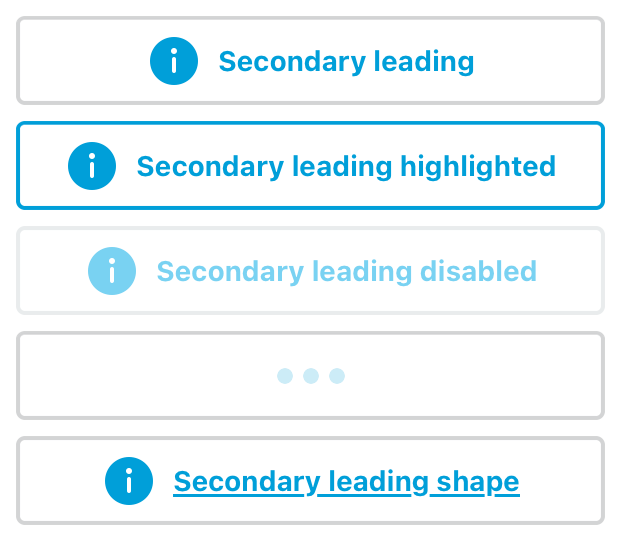 Secondary leading
Secondary leading highlighted
Secondary leading disabled
Secondary leading shape